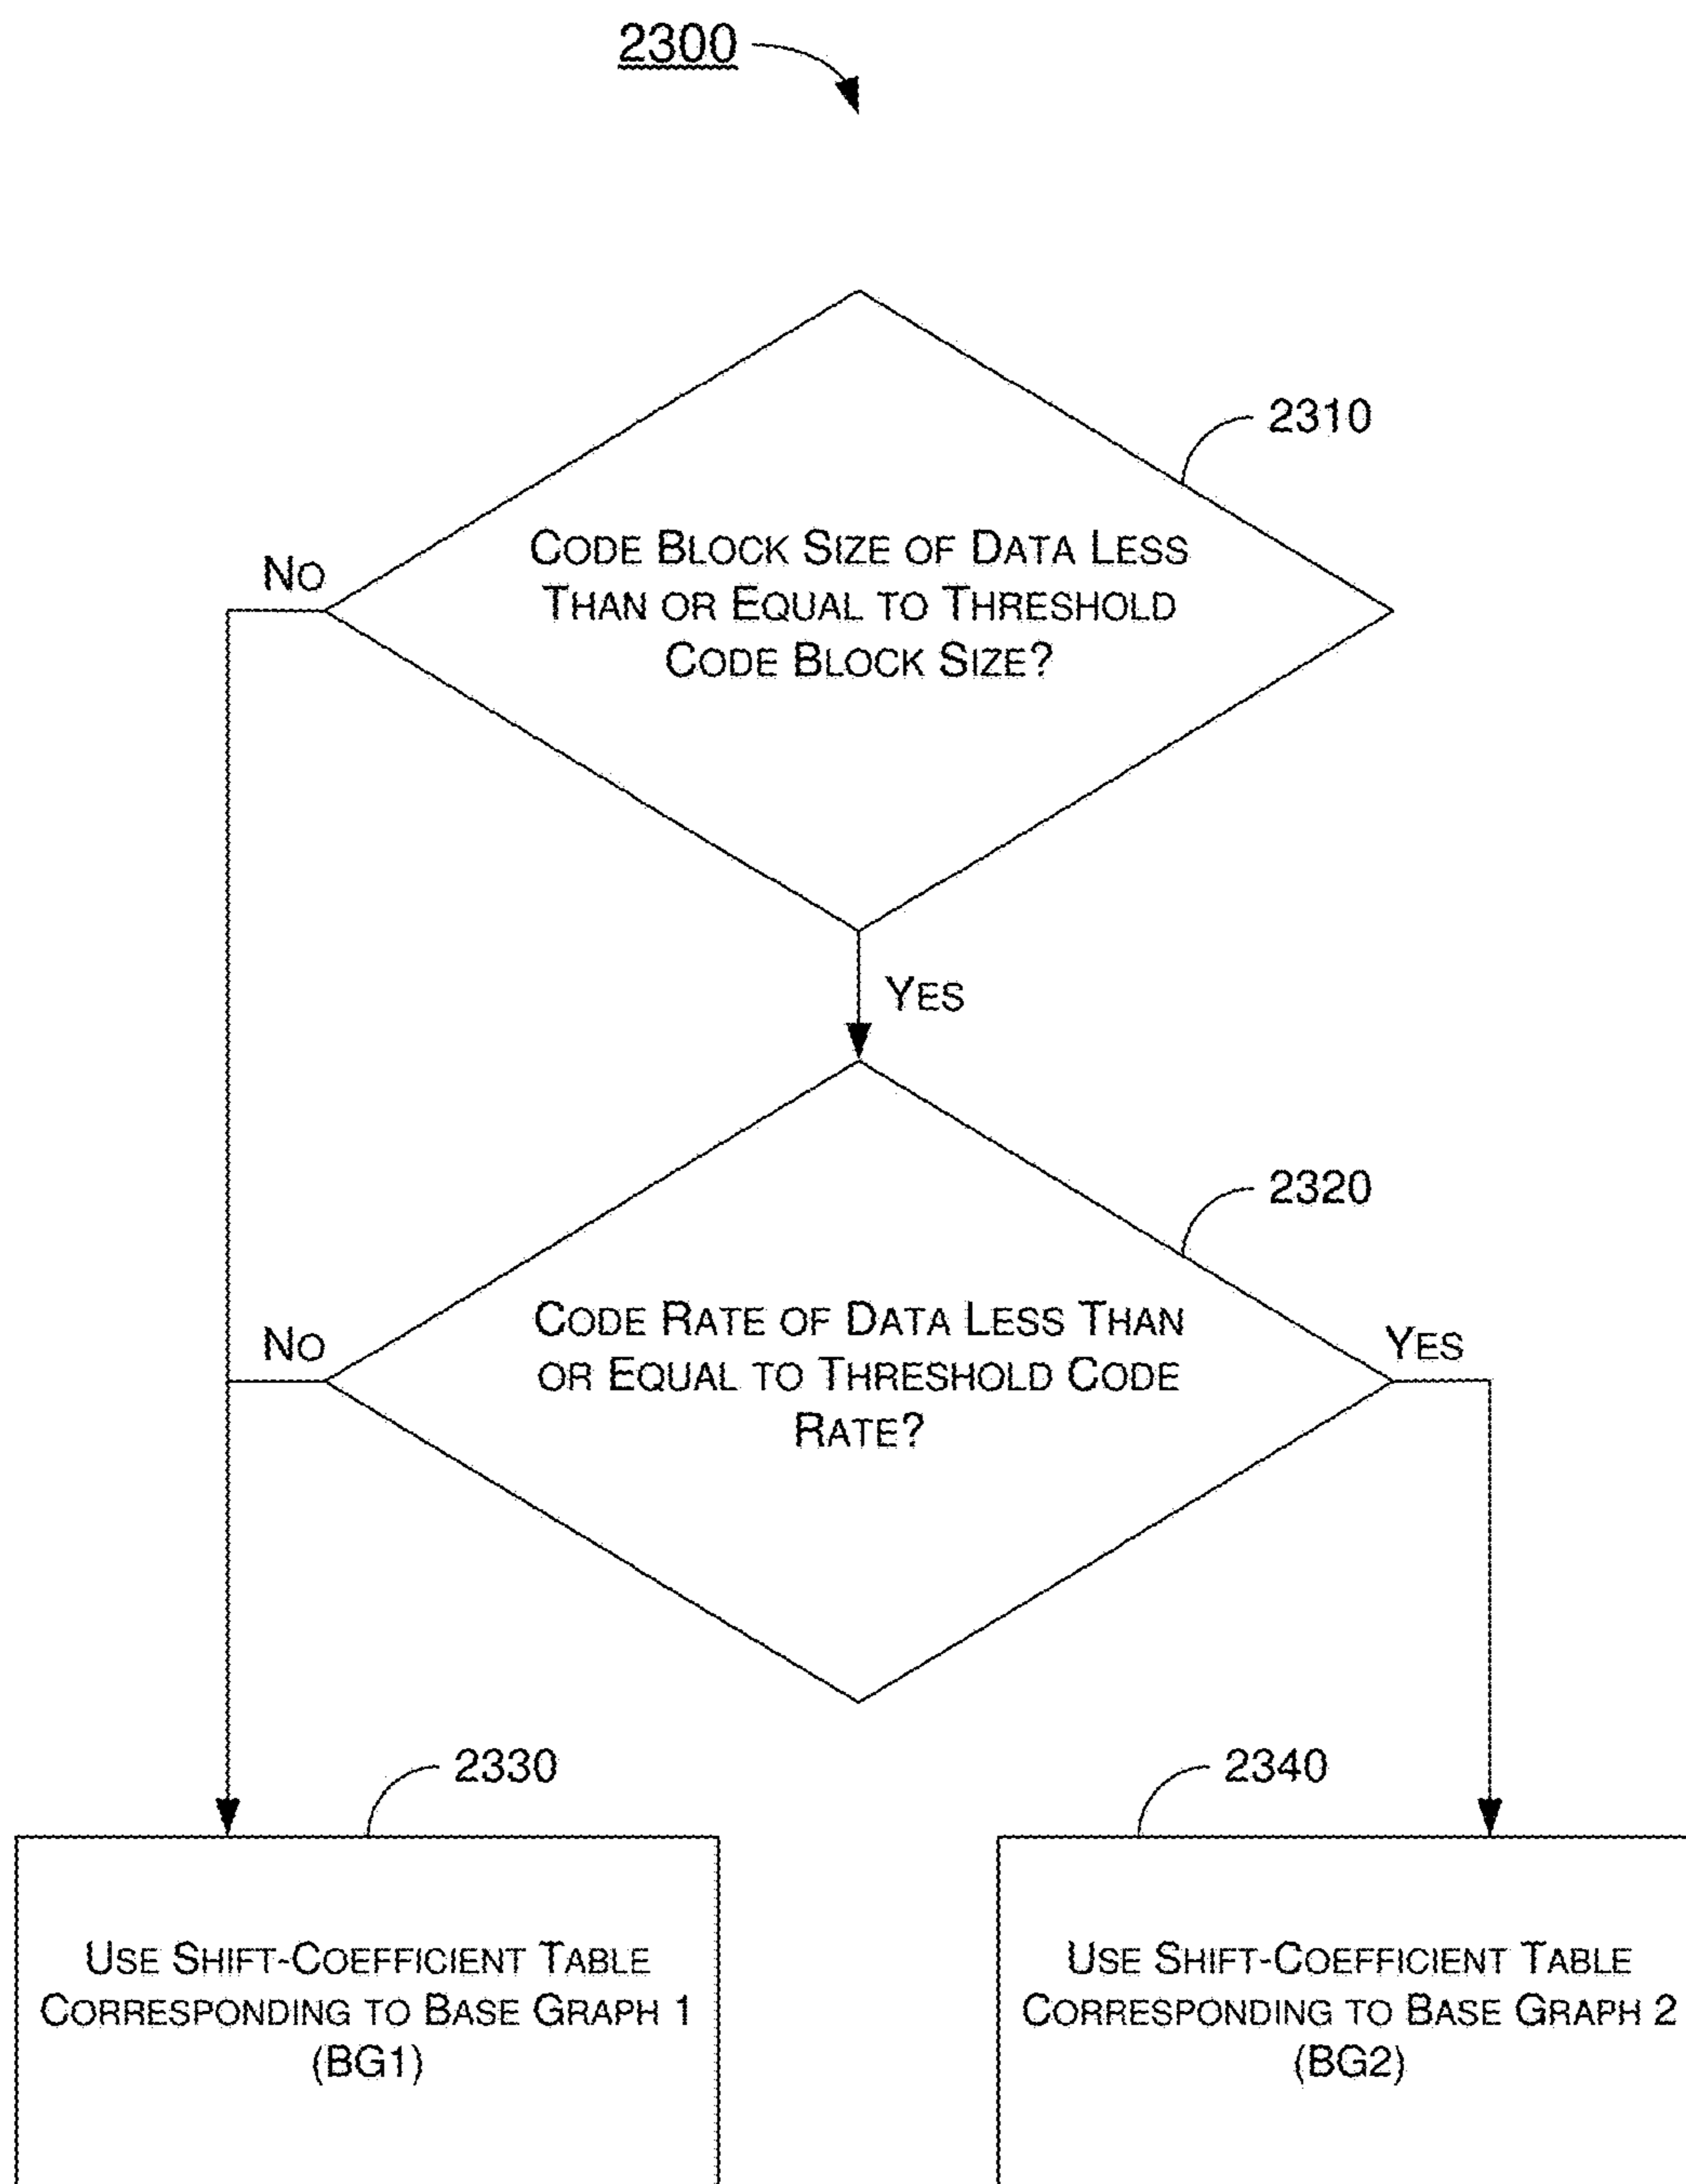 2300
2310
CODE BLOCK SIZE OF DATA LESS
THAN OR EQUAL TO THRESHOLD
CODE BLOCK SIZE?
NO
YES
2320
CODE RATE OF DATA LESS THAN
OR EQUAL TO THRESHOLD CODE
RATE?
NO
YES
2330
2340
USE SHIFT-COEFFICIENT TABLE
CORRESPONDING TO BASE GRAPH 1
(BG1)
USE SHIFT-COEFFICIENT TABLE
CORRESPONDING TO BASE GRAPH 2
(BG2)